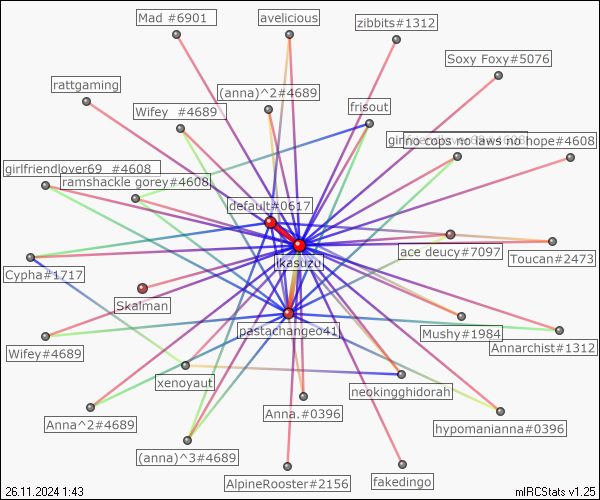 Mad #6901
avelicious
zibbits#1312
Soxy Foxy#5076
rattgaming
(anna)^2#4689
Wifey #4689
frisout
no cops no laws no hope#4608
girlfriendlover69 #4608
ramshackle gorey#4608
default#0617
ikasuzu
ace deucy#7097
Toucan#2473
Cypha#1717
Skalman
pastachangeo41
Mushy#1984
Annarchist#1312
Wifey#4689
xenoyaut
neokingghidorah
Anna.#0396
Anna^2#4689
hypomanianna#0396
(anna)^3#4689
AlpineRooster#2156
fakedingo
26.11.2024 1:43
mIRCStats v1.25